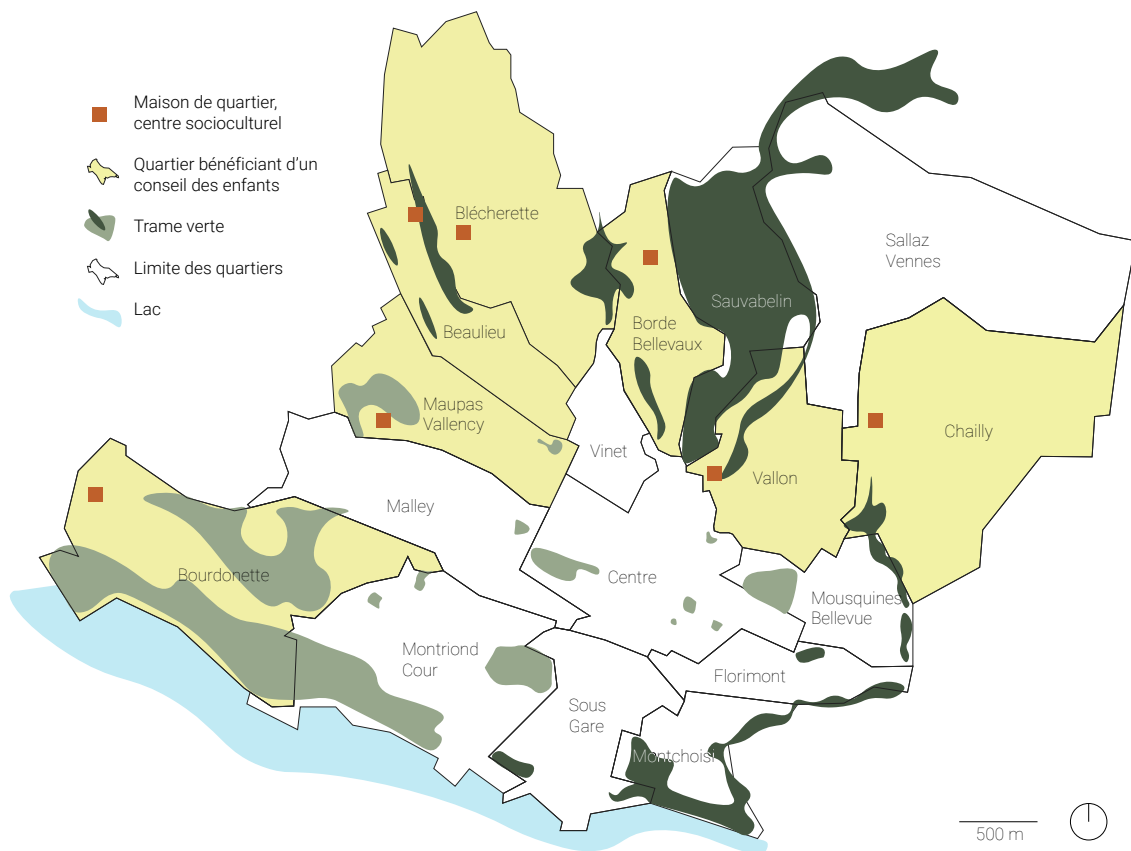 Maison de quartier,
centre socioculturel
Quartier bénéficiant d'un
conseil des enfants
Trame verte
Limite des quartiers
Lac
Blécherette
Sallaz
Vennes
Sauvabelin
Beaulieu
Borde
Bellevaux
Maupas
Vallency
Chailly
Vinet
Vallon
Malley
Bourdonette
Centre
Mousquines
Bellevue
Montriond
Cour
Florimont
Sous
Gare
Montchoisi
500 m